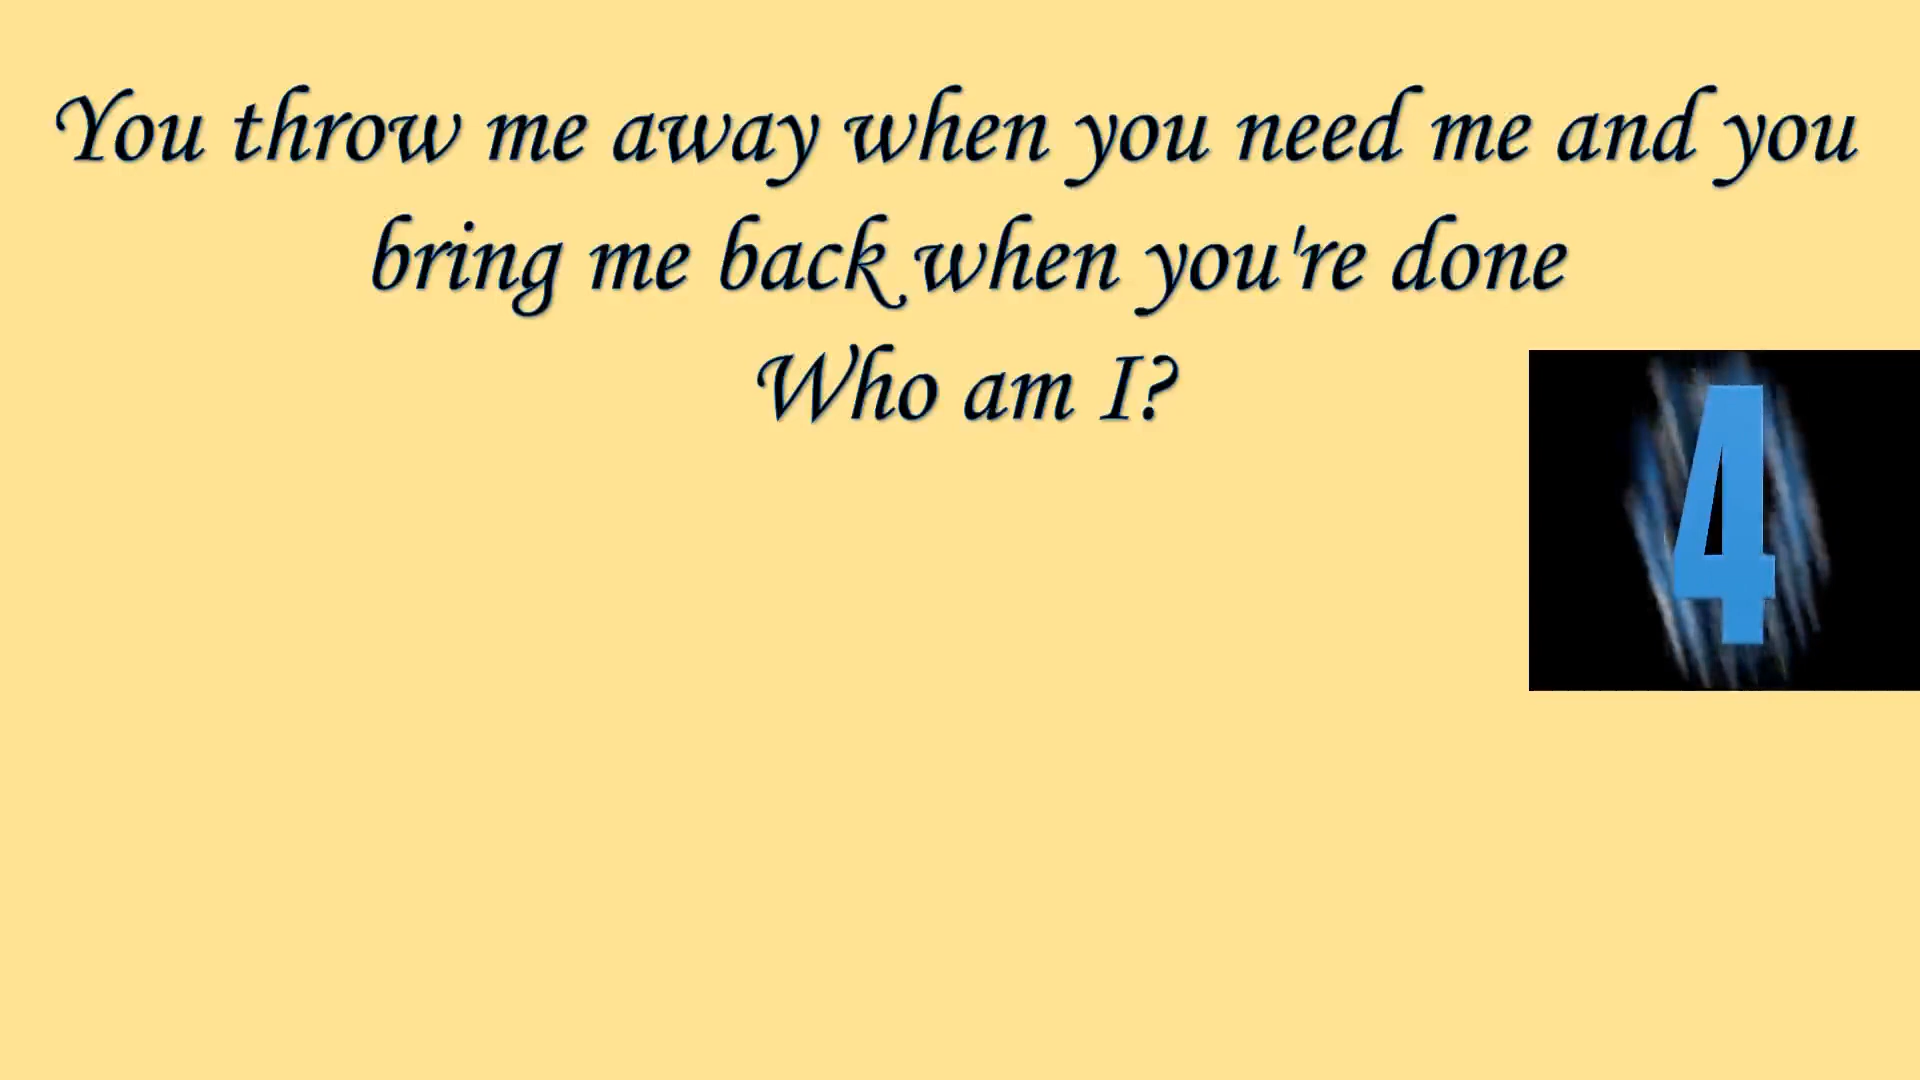 You throw me away when you need me and you
bring me back when you're done
Who am I?
4